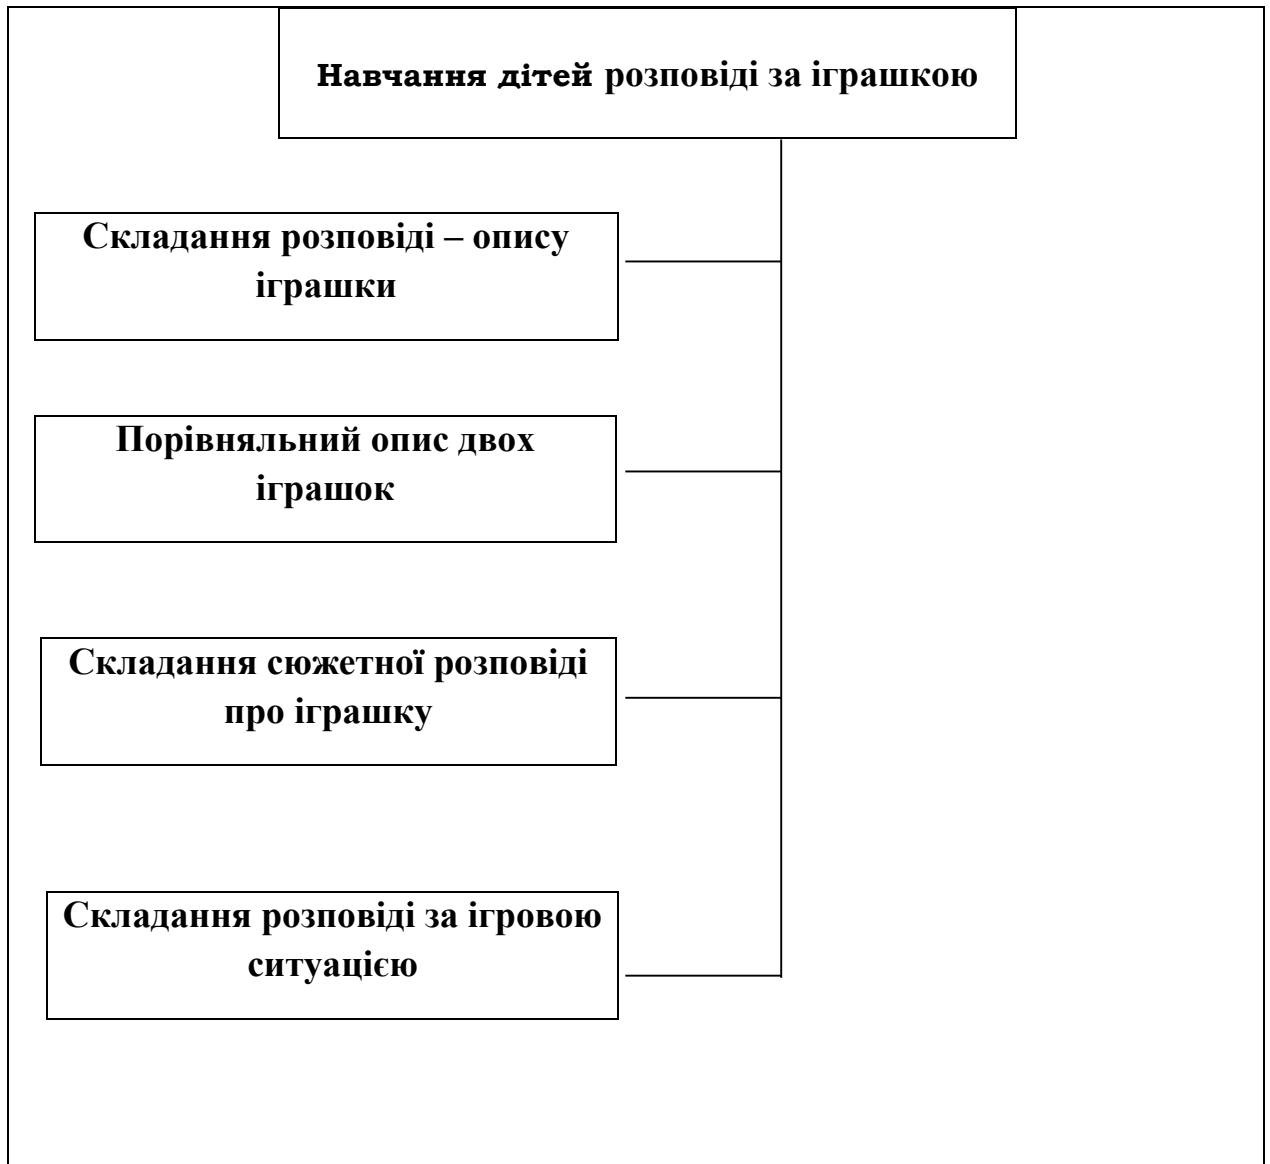 Навчання дітей розповіді за іграшкою
Складання розповіді – опису
іграшки
Порівняльний опис двох
іграшок
Складання сюжетної розповіді
про іграшку
Складання розповіді за ігровою
ситуацією